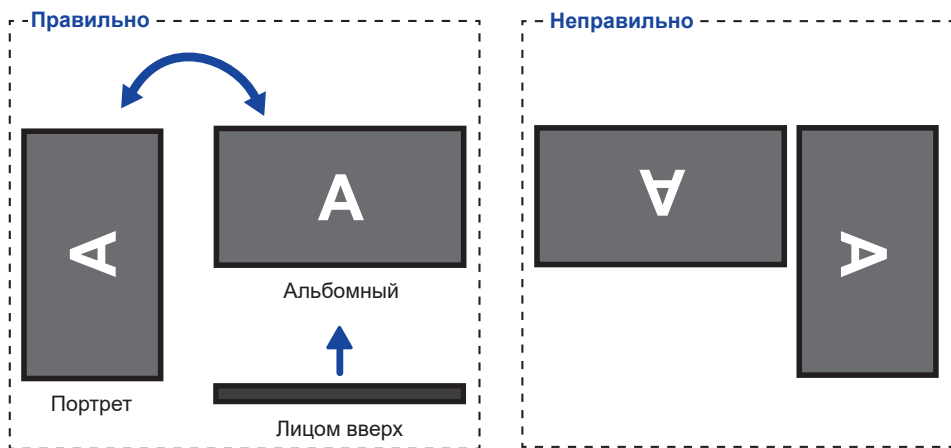 Правильно
Неправильно
A
A
A
A
Альбомный
Портрет
Лицом вверх